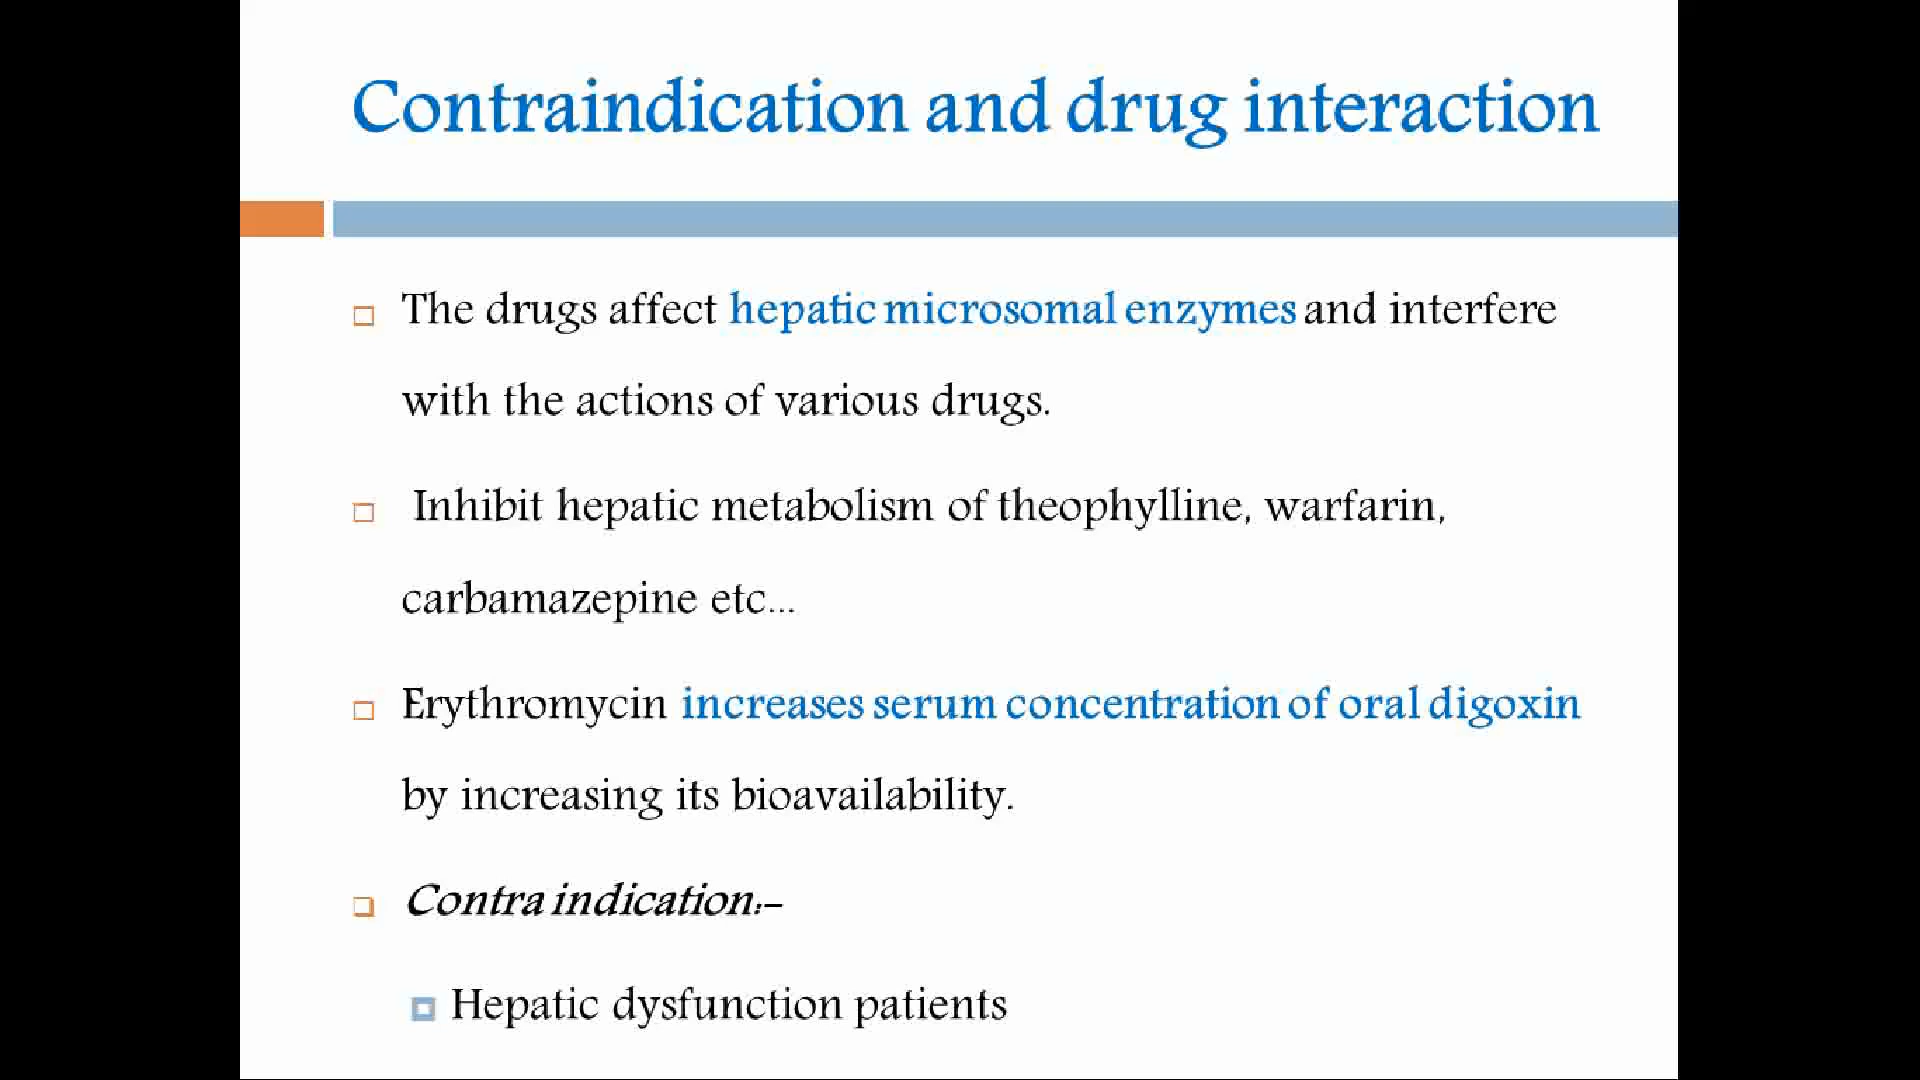 Contraindication and drug interaction
The drugs affect hepatic microsomal enzymes and interfere
with the actions of various drugs.
Inhibit hepatic metabolism of theophylline, warfarin,
carbamazepine etc...
Erythromycin increases serum concentration of oral digoxin
by increasing its bioavailability.
Contra indication:-
Hepatic dysfunction patients